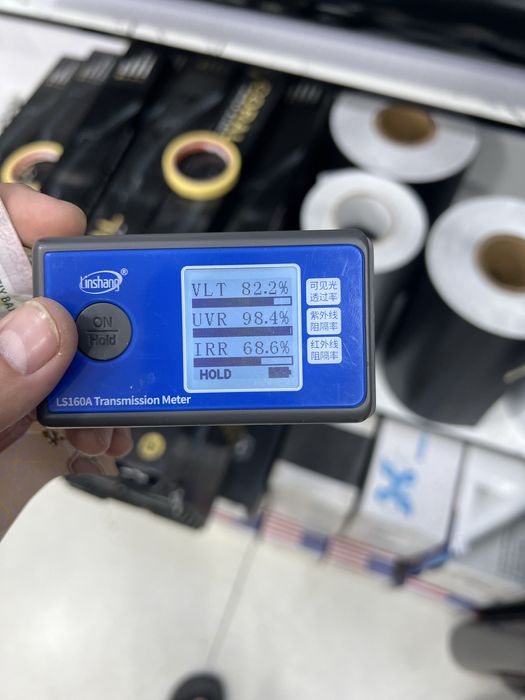 Linshang®
ON
Hold
VLT 82.2%
UVR 98.4%
IRR 68.6%
HOLD
可见光
透过率
紫外线
阻隔率
红外线
阻隔率
LS160A Transmission Meter